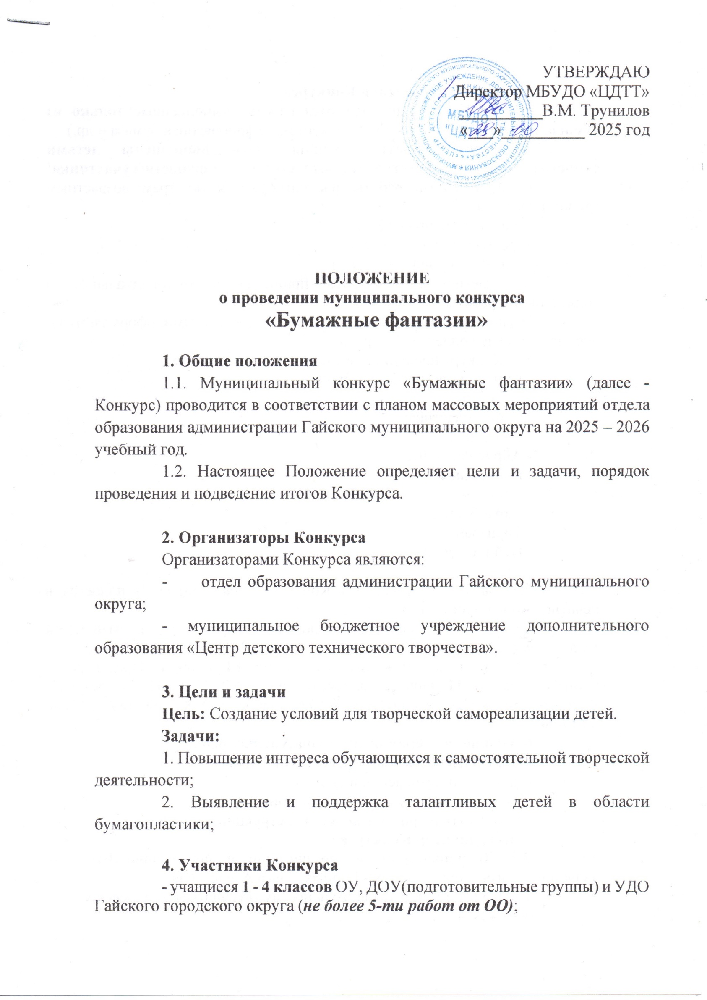 УТВЕРЖДАЮ
Директор МБУДО «ЦДТТ»
__________В.М. Трунилов
«29» 10 2025 год
МБУДО
“ЦДТТ”
ПОЛОЖЕНИЕ
о проведении муниципального конкурса
«Бумажные фантазии»
1. Общие положения
1.1. Муниципальный конкурс «Бумажные фантазии» (далее -
Конкурс) проводится в соответствии с планом массовых мероприятий отдела
образования администрации Гайского муниципального округа на 2025 – 2026
учебный год.
1.2. Настоящее Положение определяет цели и задачи, порядок
проведения и подведение итогов Конкурса.
2. Организаторы Конкурса
Организаторами Конкурса являются:
- отдел образования администрации Гайского муниципального
округа;
- муниципальное бюджетное учреждение дополнительного
образования «Центр детского технического творчества».
3. Цели и задачи
Цель: Создание условий для творческой самореализации детей.
Задачи:
1. Повышение интереса обучающихся к самостоятельной творческой
деятельности;
2. Выявление и поддержка талантливых детей в области
бумагопластики;
4. Участники Конкурса
- учащиеся 1 - 4 классов ОУ, ДОУ(подготовительные группы) и УДО
Гайского городского округа (не более 5-ти работ от ОО);